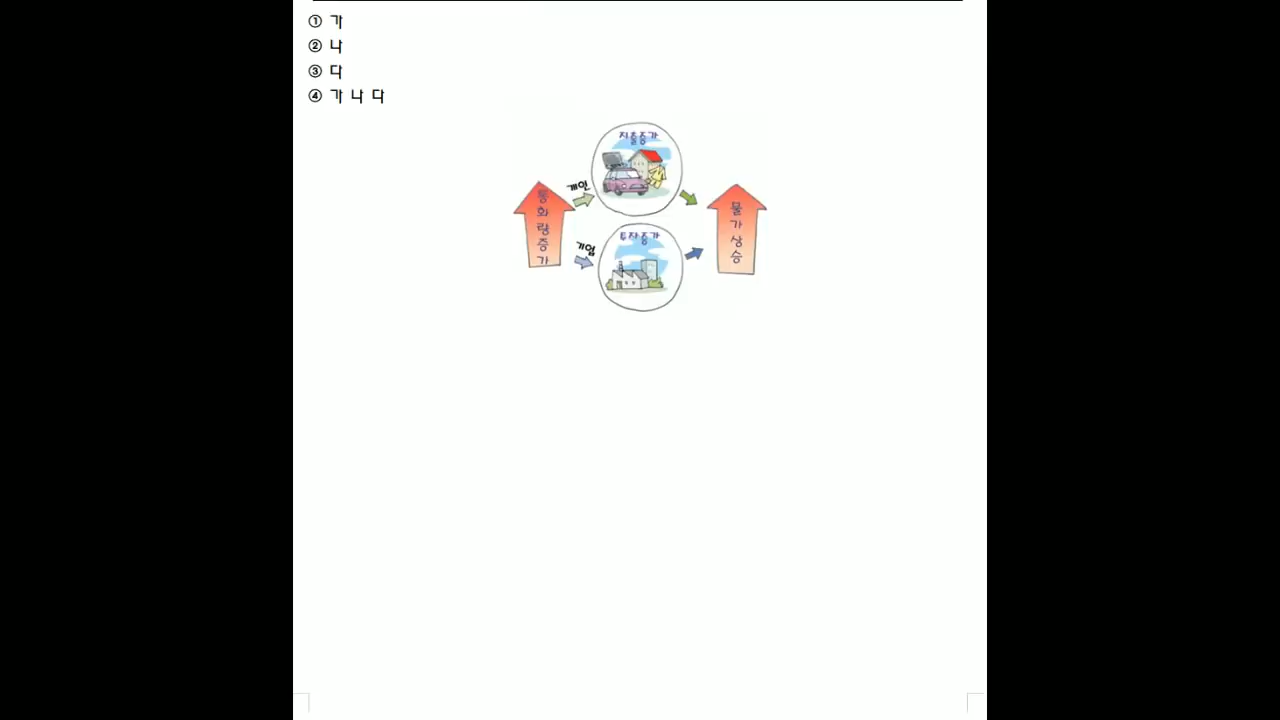 ① 가
② 나
③ 다
④ 가 나 다
지출증가
개인
통화량증가
물가상승
투자증가
기업